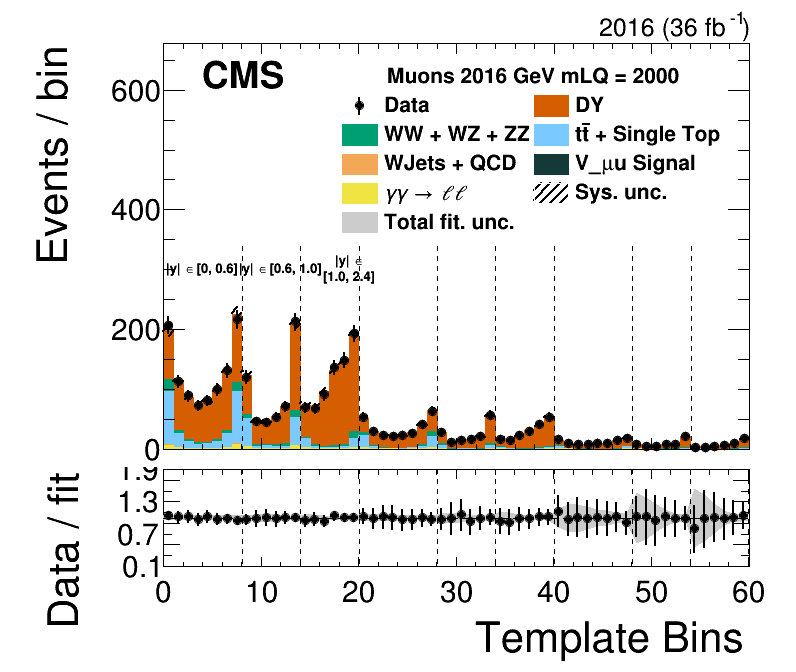 2016 (36 fb⁻¹)
CMS
Muons 2016 GeV mLQ = 2000
Data
DY
WW + WZ + ZZ
tt̄ + Single Top
WJets + QCD
V_μu Signal
γγ → ℓℓ
Sys. unc.
Total fit. unc.
Events / bin
600
400
200
0
|y| ∈ [0, 0.6]
|y| ∈ [0.6, 1.0]
|y| ∈
[1.0, 2.4]
Data / fit
1.9
1.3
0.7
0.1
0 10 20 30 40 50 60
Template Bins